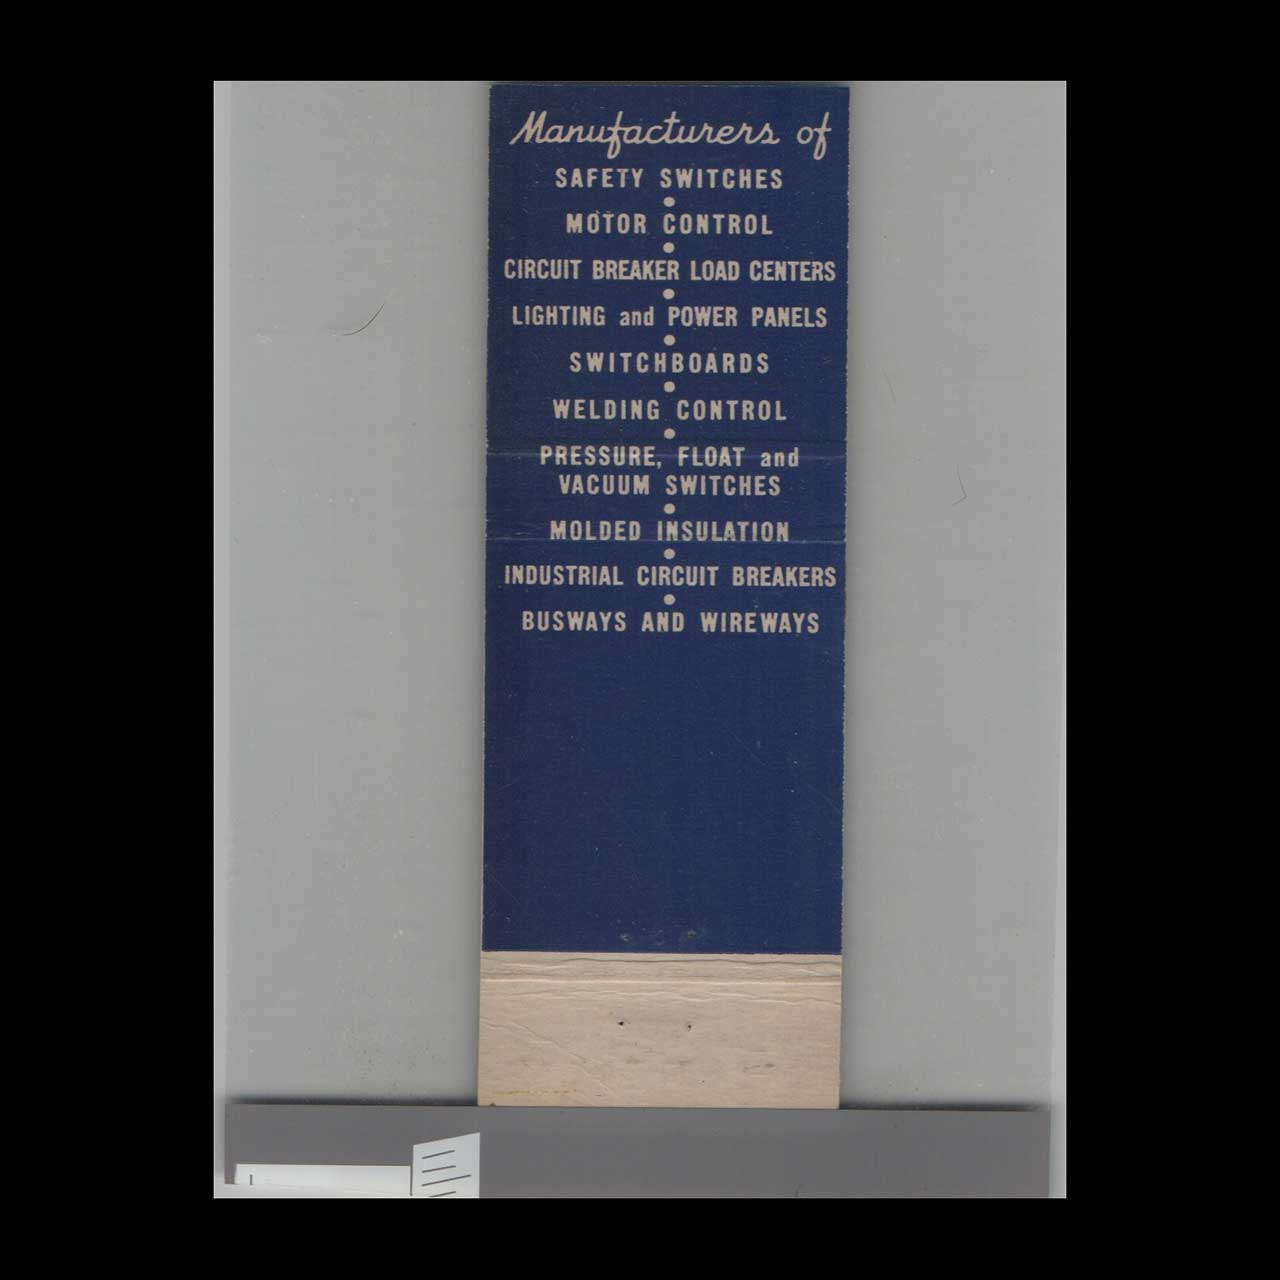 Manufacturers of
SAFETY SWITCHES
MOTOR CONTROL
CIRCUIT BREAKER LOAD CENTERS
LIGHTING and POWER PANELS
SWITCHBOARDS
WELDING CONTROL
PRESSURE, FLOAT and
VACUUM SWITCHES
MOLDED INSULATION
INDUSTRIAL CIRCUIT BREAKERS
BUSWAYS AND WIREWAYS